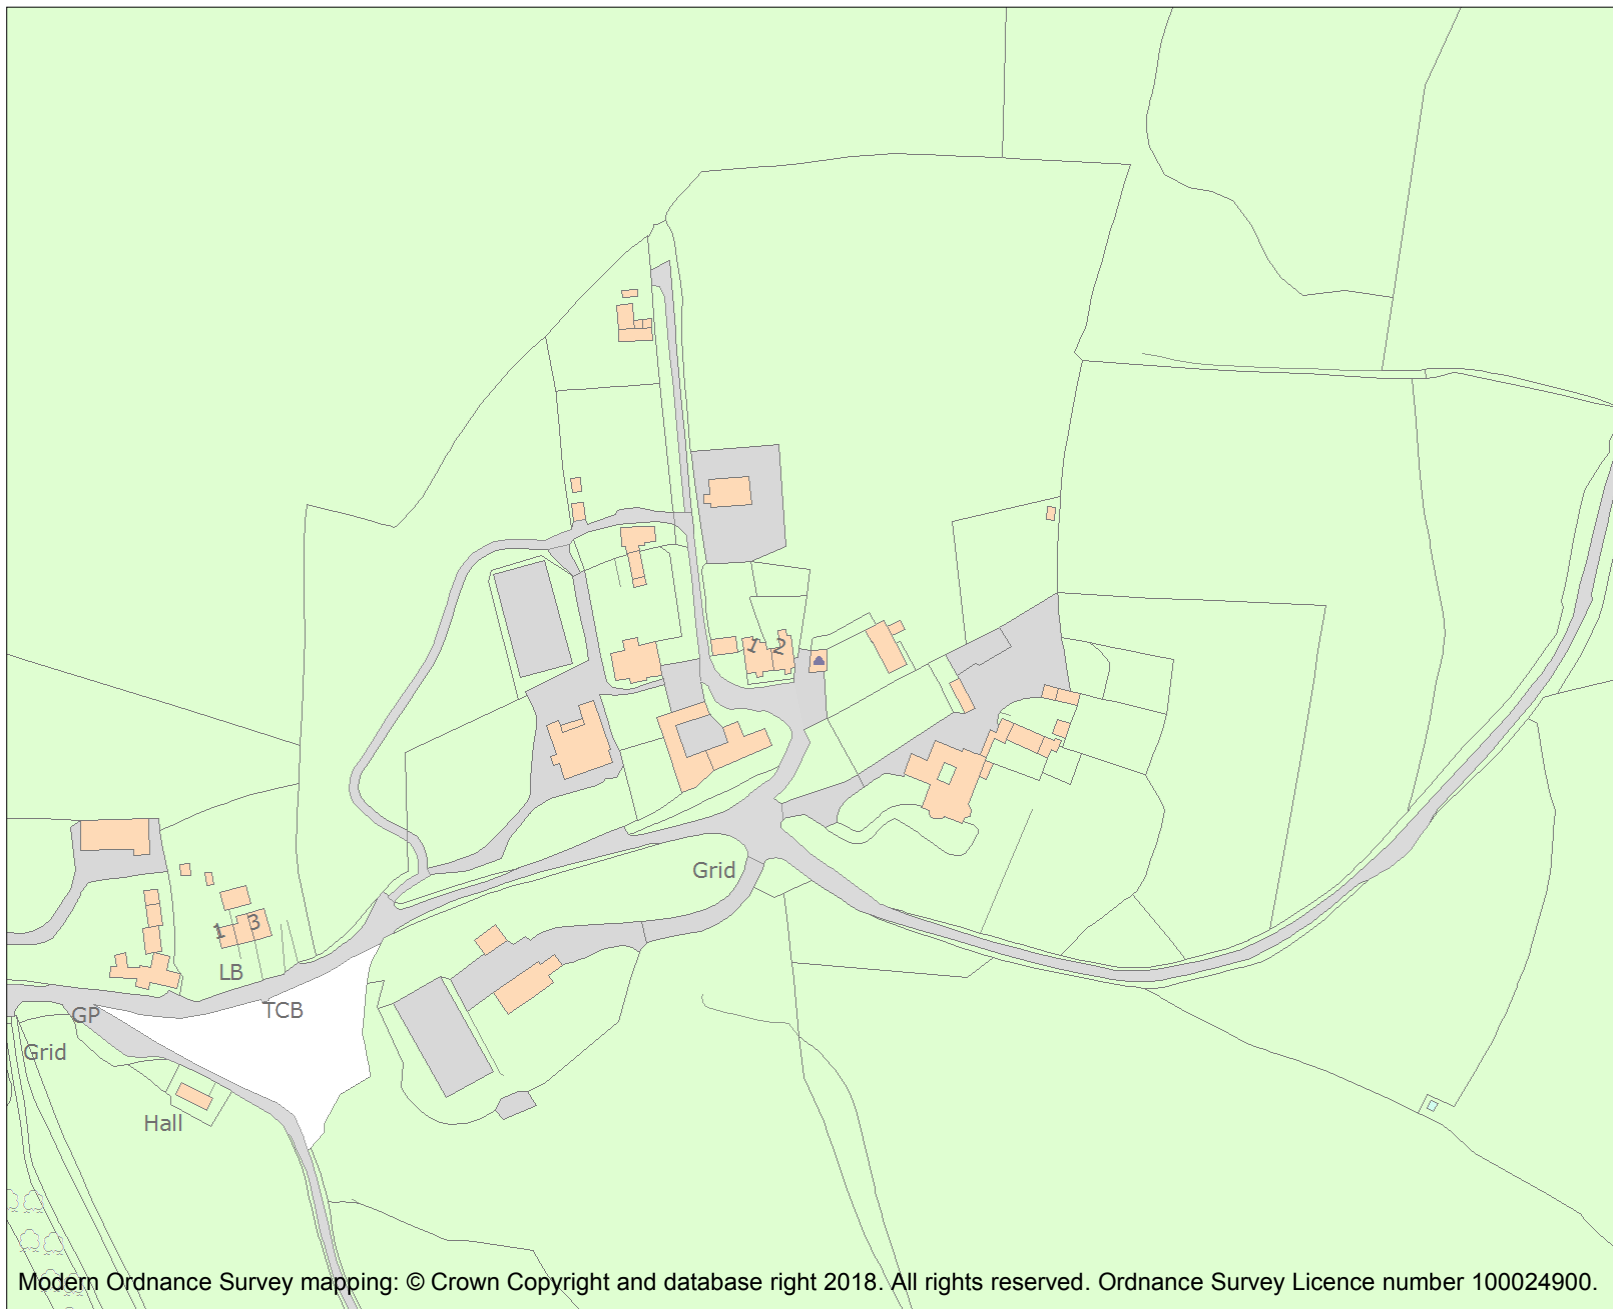 1 2
Grid
1 3
LB
TCB
GP
Grid
Hall
Modern Ordnance Survey mapping: © Crown Copyright and database right 2018. All rights reserved. Ordnance Survey Licence number 100024900.